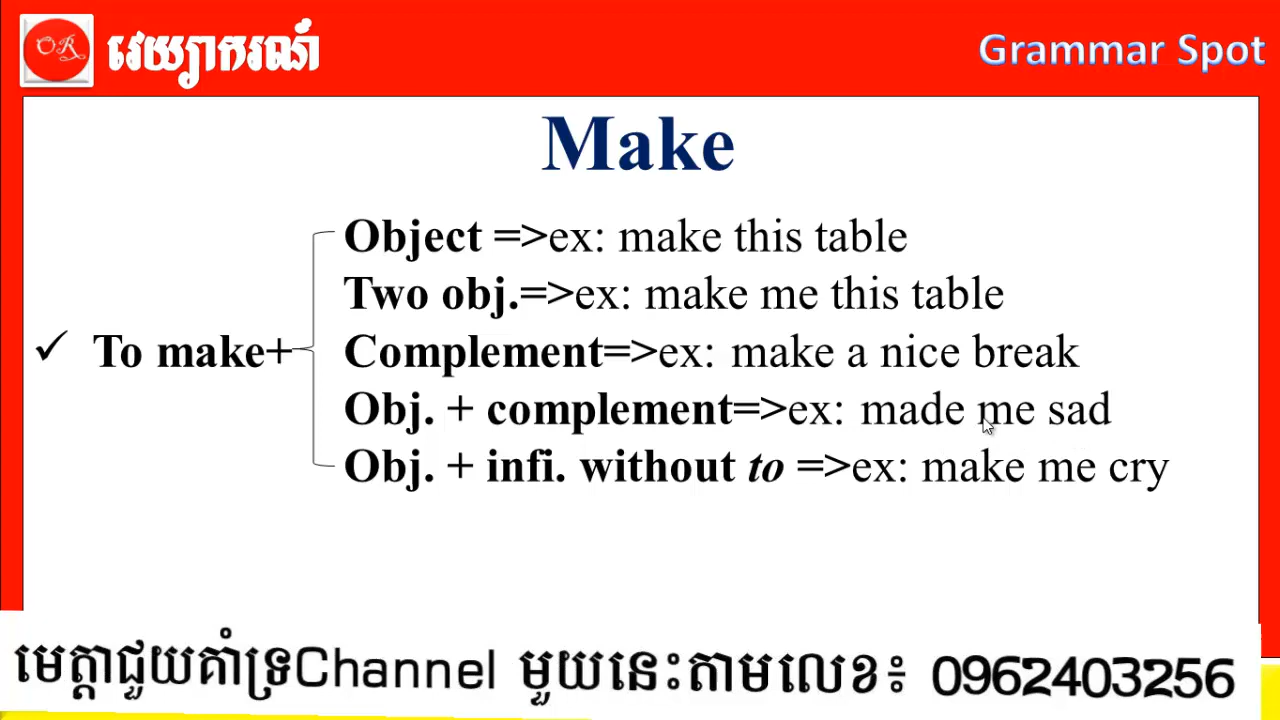 OR
វេយ្យាករណ៍
Grammar Spot
Make
Object =>ex: make this table
Two obj.=>ex: make me this table
✓ To make+ Complement=>ex: make a nice break
Obj. + complement=>ex: made me sad
Obj. + infi. without to =>ex: make me cry
មេត្តាជួយគាំទ្រChannel មួយនេះតាមលេខ៖ 0962403256